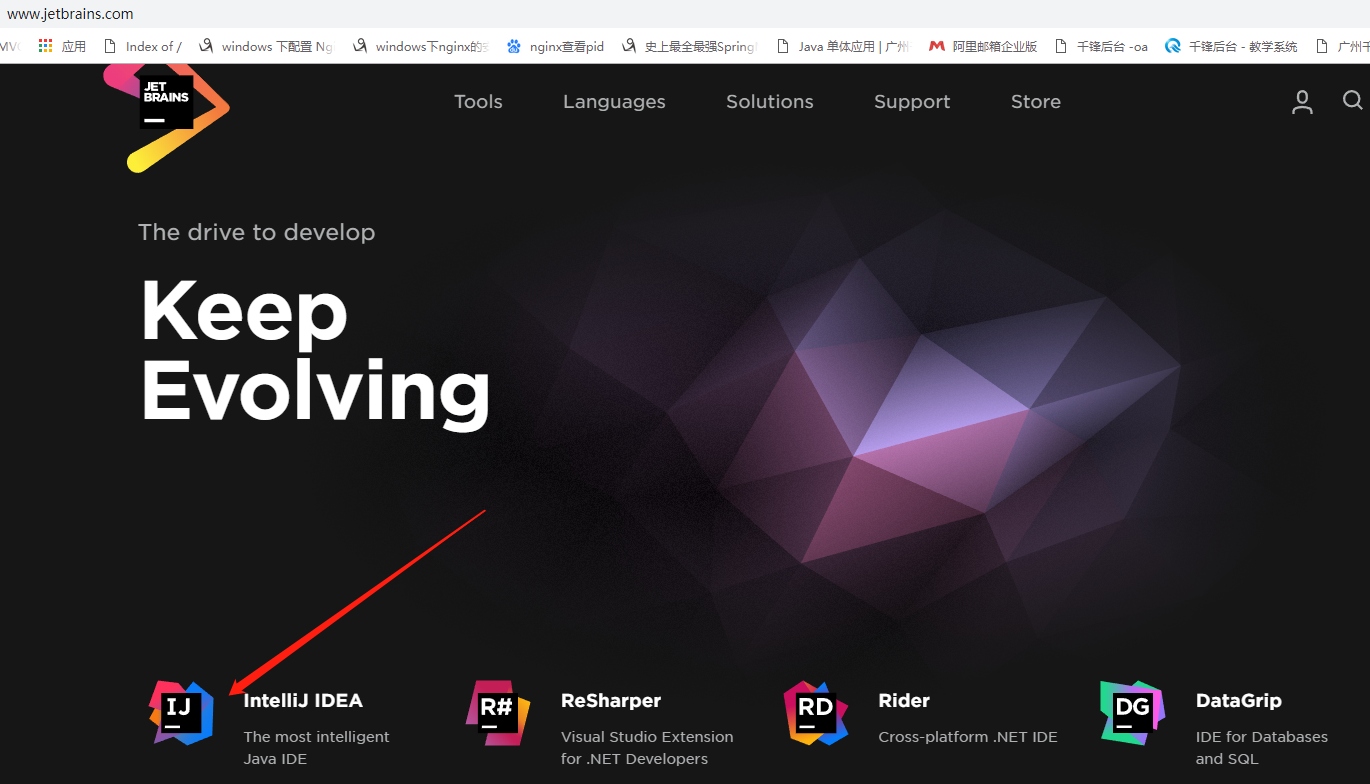 www.jetbrains.com
应用
Index of /
windows 下配置 Ng
windows下nginx的
nginx查看pid
史上最全最强Spring
Java 单体应用 | 广州
阿里邮箱企业版
千锋后台 -oa
千锋后台 - 教学系统
广州千
JET
BRAINS
Tools
Languages
Solutions
Support
Store
The drive to develop
Keep
Evolving
IJ
IntelliJ IDEA
The most intelligent
Java IDE
R#
ReSharper
Visual Studio Extension
for .NET Developers
RD
Rider
Cross-platform .NET IDE
DG
DataGrip
IDE for Databases
and SQL